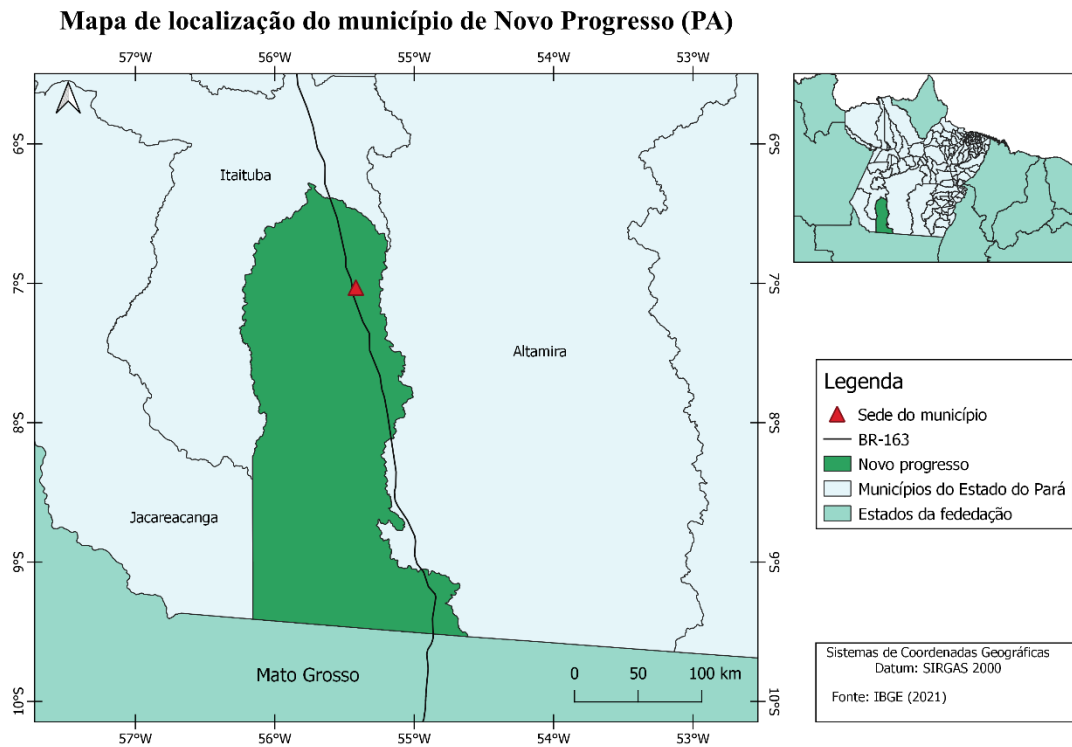 Mapa de localização do município de Novo Progresso (PA)
57°W 56°W 55°W 54°W 53°W
6°S
7°S
8°S
9°S
10°S
6°S
7°S
8°S
9°S
10°S
Itaituba
Altamira
Jacareacanga
Mato Grosso
0 50 100 km
57°W 56°W 55°W 54°W 53°W
Legenda
Sede do município
BR-163
Novo progresso
Municípios do Estado do Pará
Estados da fededação
Sistemas de Coordenadas Geográficas
Datum: SIRGAS 2000
Fonte: IBGE (2021)